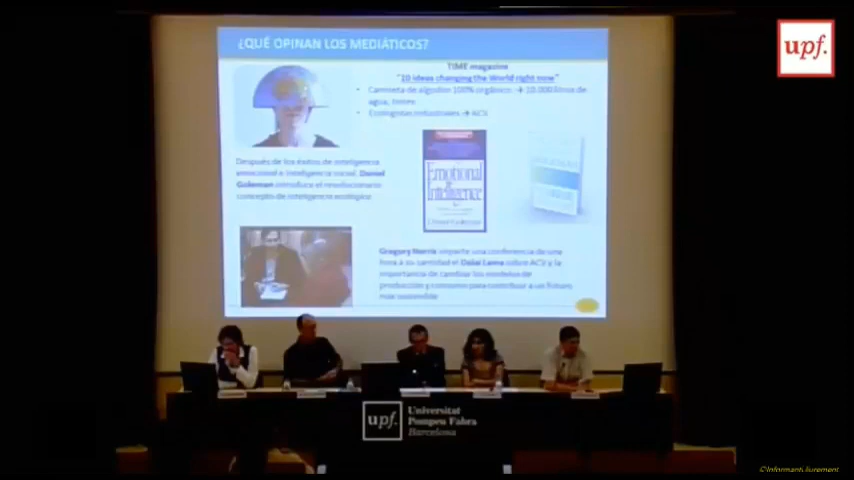 ¿QUÉ OPINAN LOS MEDIÁTICOS?
upf.
TIME magazine
"10 ideas changing the World right now"
Camiseta de algodón 100% orgánico → 10.000 litros de
agua, tintes
Ecologistas industriales → ACV
Después de los éxitos de inteligencia
emocional e inteligencia social, Daniel
Goleman introduce el revolucionario
concepto de inteligencia ecológica
Emotional
Intelligence
Gregory Norris imparte una conferencia de una
hora a su santidad el Dalai Lama sobre ACV y la
importancia de cambiar los modelos de
producción y consumo para contribuir a un futuro
más sostenible
upf.
Universitat
Pompeu Fabra
Barcelona